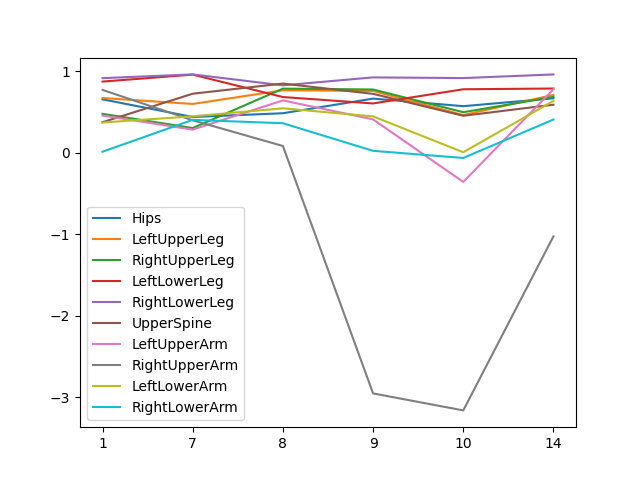 1
0
−1
−2
−3
Hips
LeftUpperLeg
RightUpperLeg
LeftLowerLeg
RightLowerLeg
UpperSpine
LeftUpperArm
RightUpperArm
LeftLowerArm
RightLowerArm
1 7 8 9 10 14